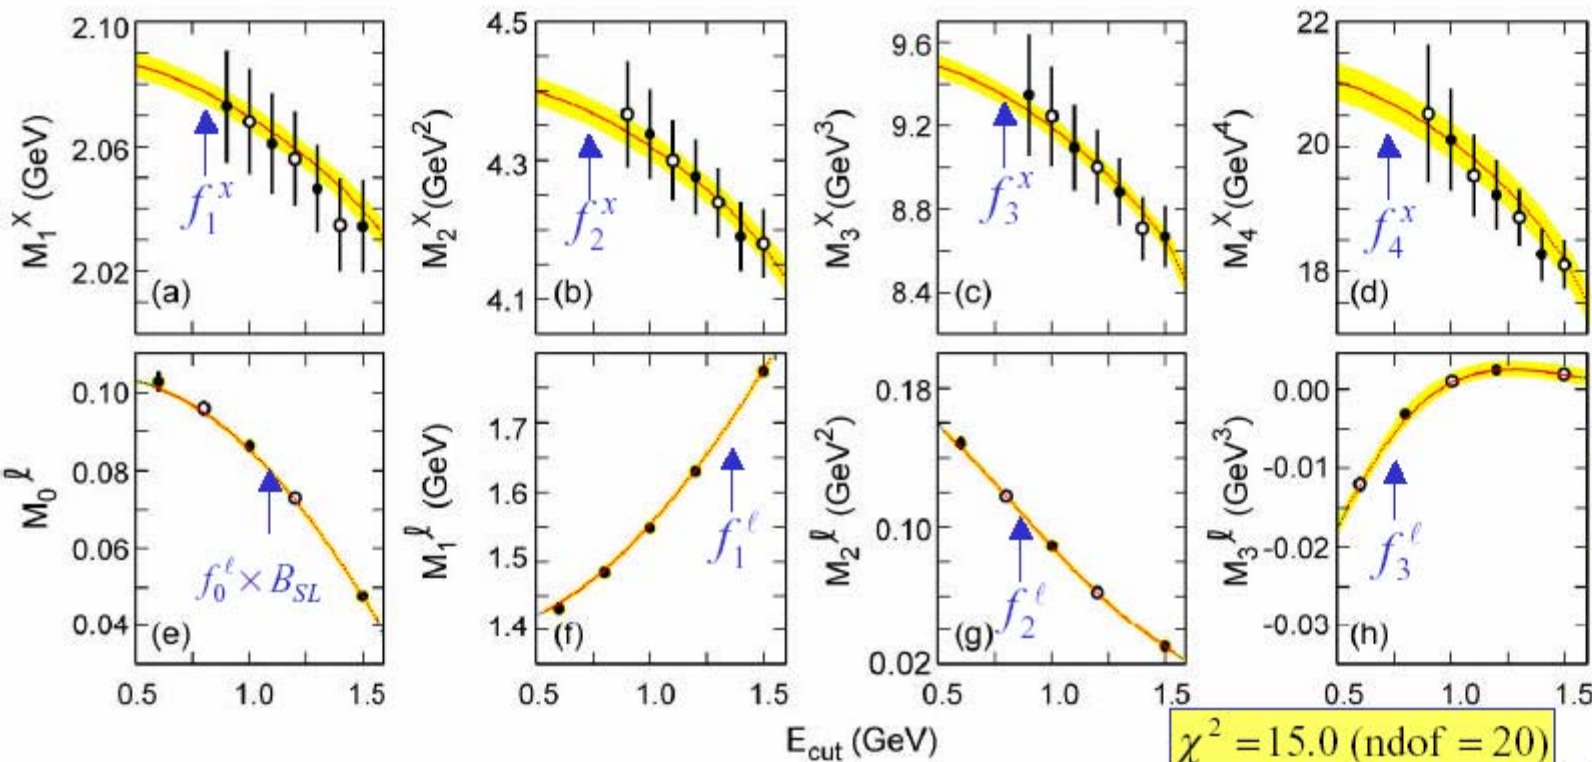 2.10
2.06
2.02
M₁ˣ (GeV)
f₁ˣ
(a)
4.5
4.3
4.1
M₂ˣ (GeV²)
f₂ˣ
(b)
9.6
9.2
8.8
8.4
M₃ˣ (GeV³)
f₃ˣ
(c)
22
20
18
M₄ˣ (GeV⁴)
f₄ˣ
(d)
0.10
0.08
0.06
0.04
M₀ˡ
f₀ˡ × B_SL
(e)
0.5 1.0 1.5
1.7
1.6
1.5
1.4
M₁ˡ (GeV)
f₁ˡ
(f)
0.5 1.0 1.5
0.18
0.10
0.02
M₂ˡ (GeV²)
f₂ˡ
(g)
0.5 1.0 1.5
0.00
-0.01
-0.02
-0.03
M₃ˡ (GeV³)
f₃ˡ
(h)
0.5 1.0 1.5
E_cut (GeV)
χ² = 15.0 (ndof = 20)